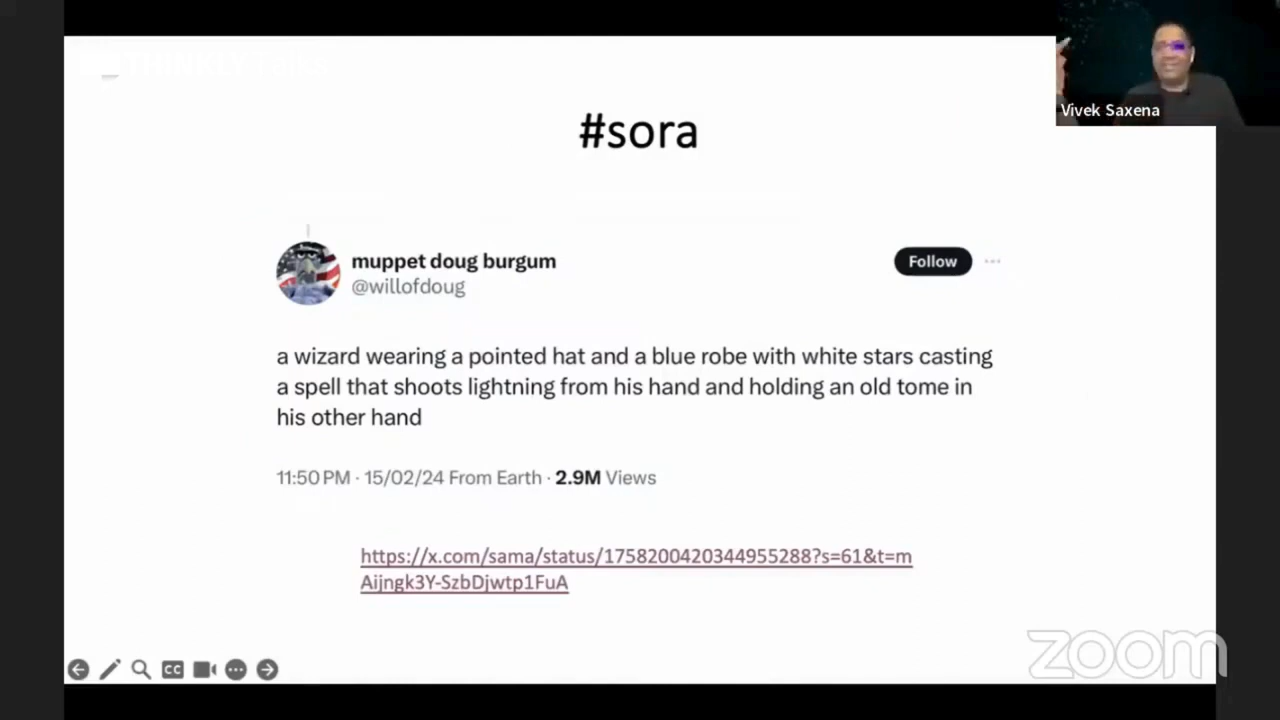 Vivek Saxena
#sora
muppet doug burgum
@willofdoug
Follow
a wizard wearing a pointed hat and a blue robe with white stars casting
a spell that shoots lightning from his hand and holding an old tome in
his other hand
11:50 PM · 15/02/24 From Earth · 2.9M Views
https://x.com/sama/status/1758200420344955288?s=61&t=m
Aijngk3Y-SzbDjwtp1FuA
CC
zoom